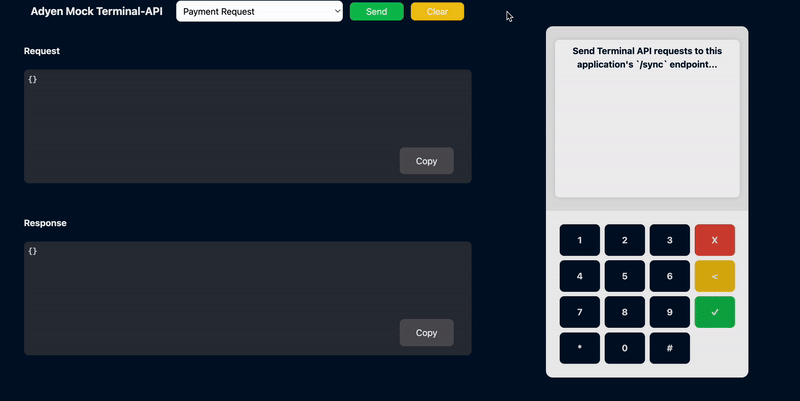 Adyen Mock Terminal-API
Payment Request
Send
Clear
Request
{}
Copy
Response
{}
Copy
Send Terminal API requests to this
application's `/sync` endpoint...
1 2 3 X
4 5 6 <
7 8 9 ✓
* 0 #